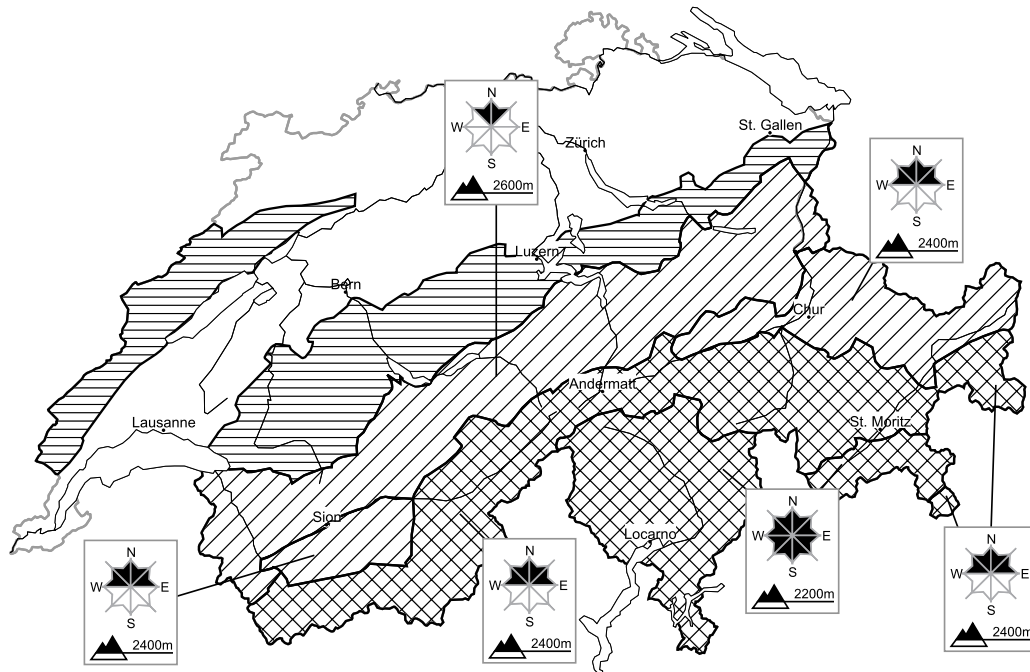 St. Gallen
Zürich
N
W E
S
2600m
N
W E
S
2400m
Luzern
Bern
Chur
Andermatt
St. Moritz
Lausanne
Sion
Locarno
N
W E
S
2400m
N
W E
S
2400m
N
W E
S
2200m
N
W E
S
2400m